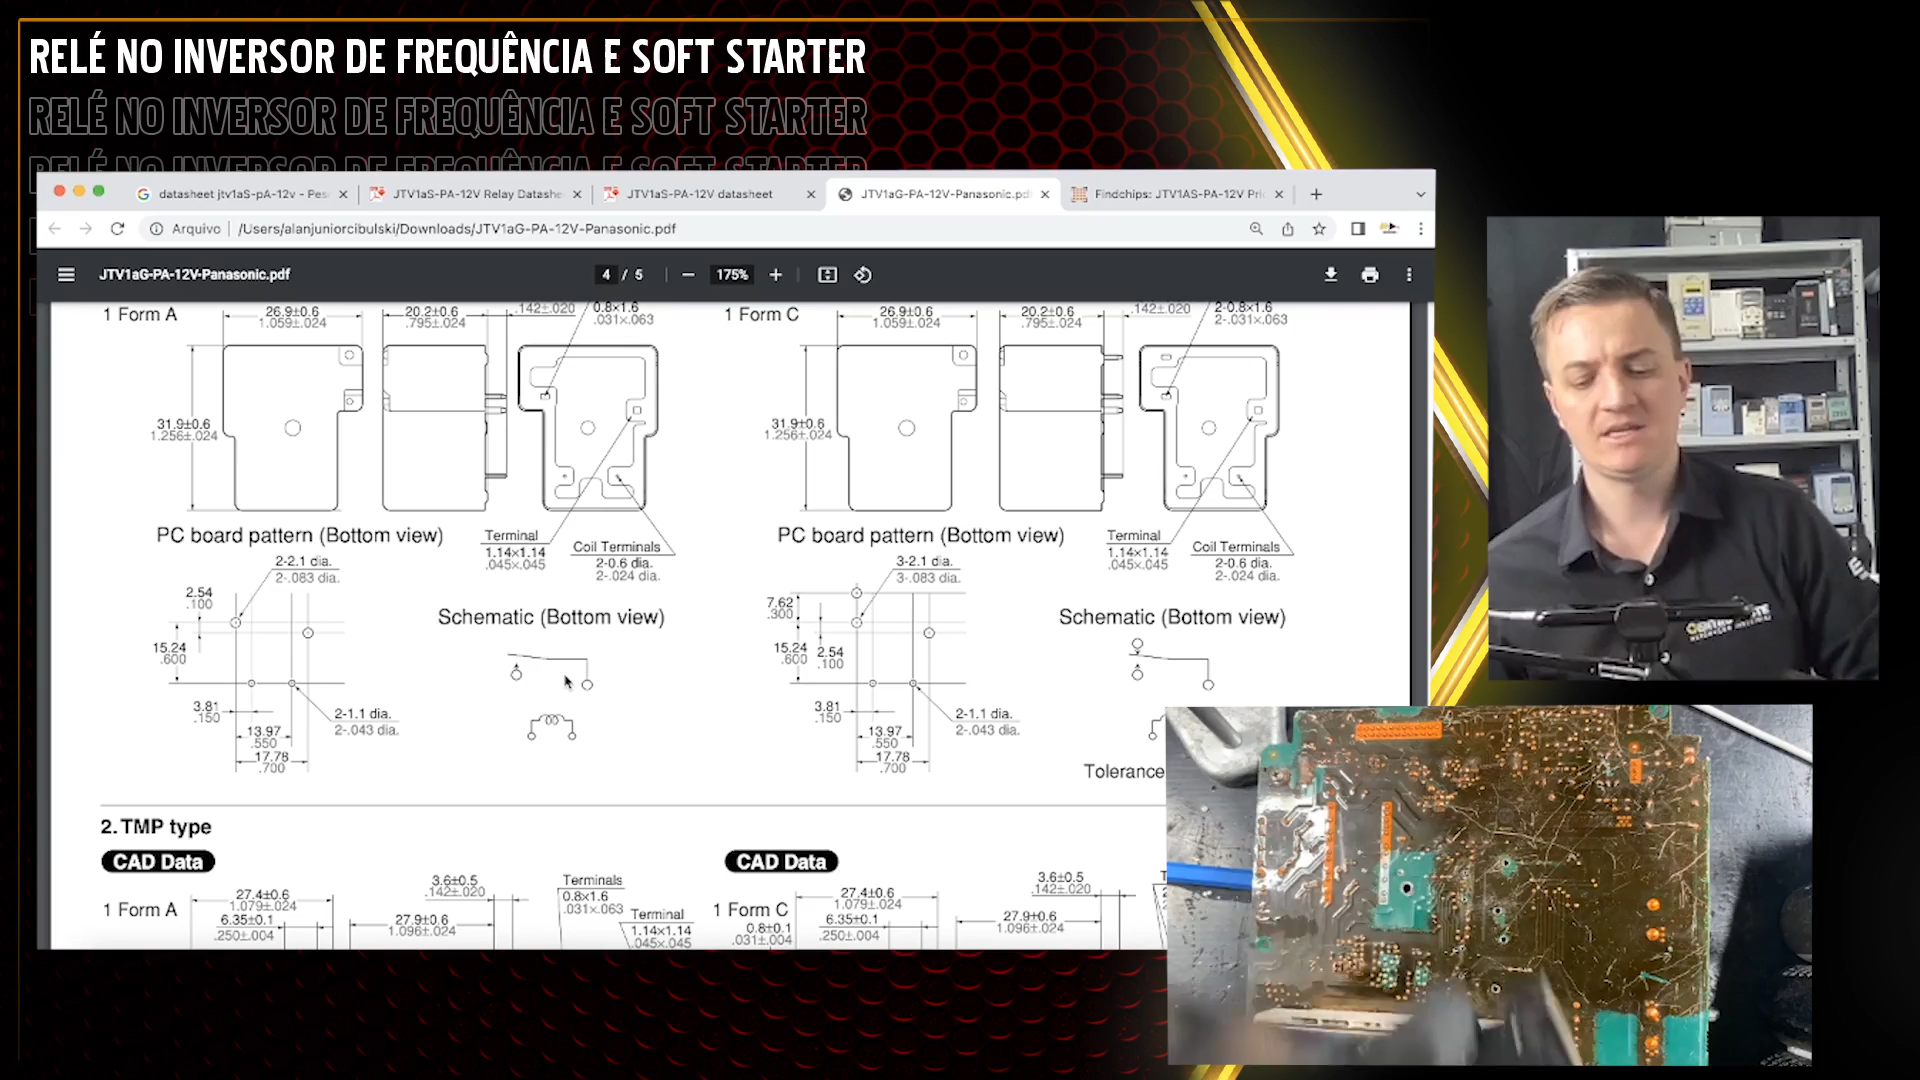 RELÉ NO INVERSOR DE FREQUÊNCIA E SOFT STARTER
RELÉ NO INVERSOR DE FREQUÊNCIA E SOFT STARTER
RELÉ NO INVERSOR DE FREQUÊNCIA E SOFT STARTER
datasheet jtv1aS-pA-12v - Pes
JTV1aS-PA-12V Relay Datashe
JTV1aS-PA-12V datasheet
JTV1aG-PA-12V-Panasonic.pd
Findchips: JTV1AS-PA-12V Pri
Arquivo | /Users/alanjuniorcibulski/Downloads/JTV1aG-PA-12V-Panasonic.pdf
JTV1aG-PA-12V-Panasonic.pdf
4 / 5
175%
1 Form A
26.9±0.6
1.059±.024
20.2±0.6
.795±.024
.142±.020
0.8×1.6
.031×.063
31.9±0.6
1.256±.024
Terminal
1.14×1.14
.045×.045
Coil Terminals
2-0.6 dia.
2-.024 dia.
PC board pattern (Bottom view)
2-2.1 dia.
2-.083 dia.
2.54
.100
15.24
.600
3.81
.150
13.97
.550
17.78
.700
2-1.1 dia.
2-.043 dia.
Schematic (Bottom view)
1 Form C
26.9±0.6
1.059±.024
20.2±0.6
.795±.024
.142±.020
2-0.8×1.6
2-.031×.063
31.9±0.6
1.256±.024
Terminal
1.14×1.14
.045×.045
Coil Terminals
2-0.6 dia.
2-.024 dia.
PC board pattern (Bottom view)
3-2.1 dia.
3-.083 dia.
7.62
.300
15.24
.600
2.54
.100
3.81
.150
13.97
.550
17.78
.700
2-1.1 dia.
2-.043 dia.
Schematic (Bottom view)
Tolerance
2. TMP type
CAD Data
1 Form A
27.4±0.6
1.079±.024
6.35±0.1
.250±.004
3.6±0.5
.142±.020
27.9±0.6
1.096±.024
Terminals
0.8×1.6
.031×.063
Terminal
1.14×1.14
.045×.045
CAD Data
1 Form C
0.8±0.1
.031±.004
27.4±0.6
1.079±.024
6.35±0.1
.250±.004
3.6±0.5
.142±.020
27.9±0.6
1.096±.024